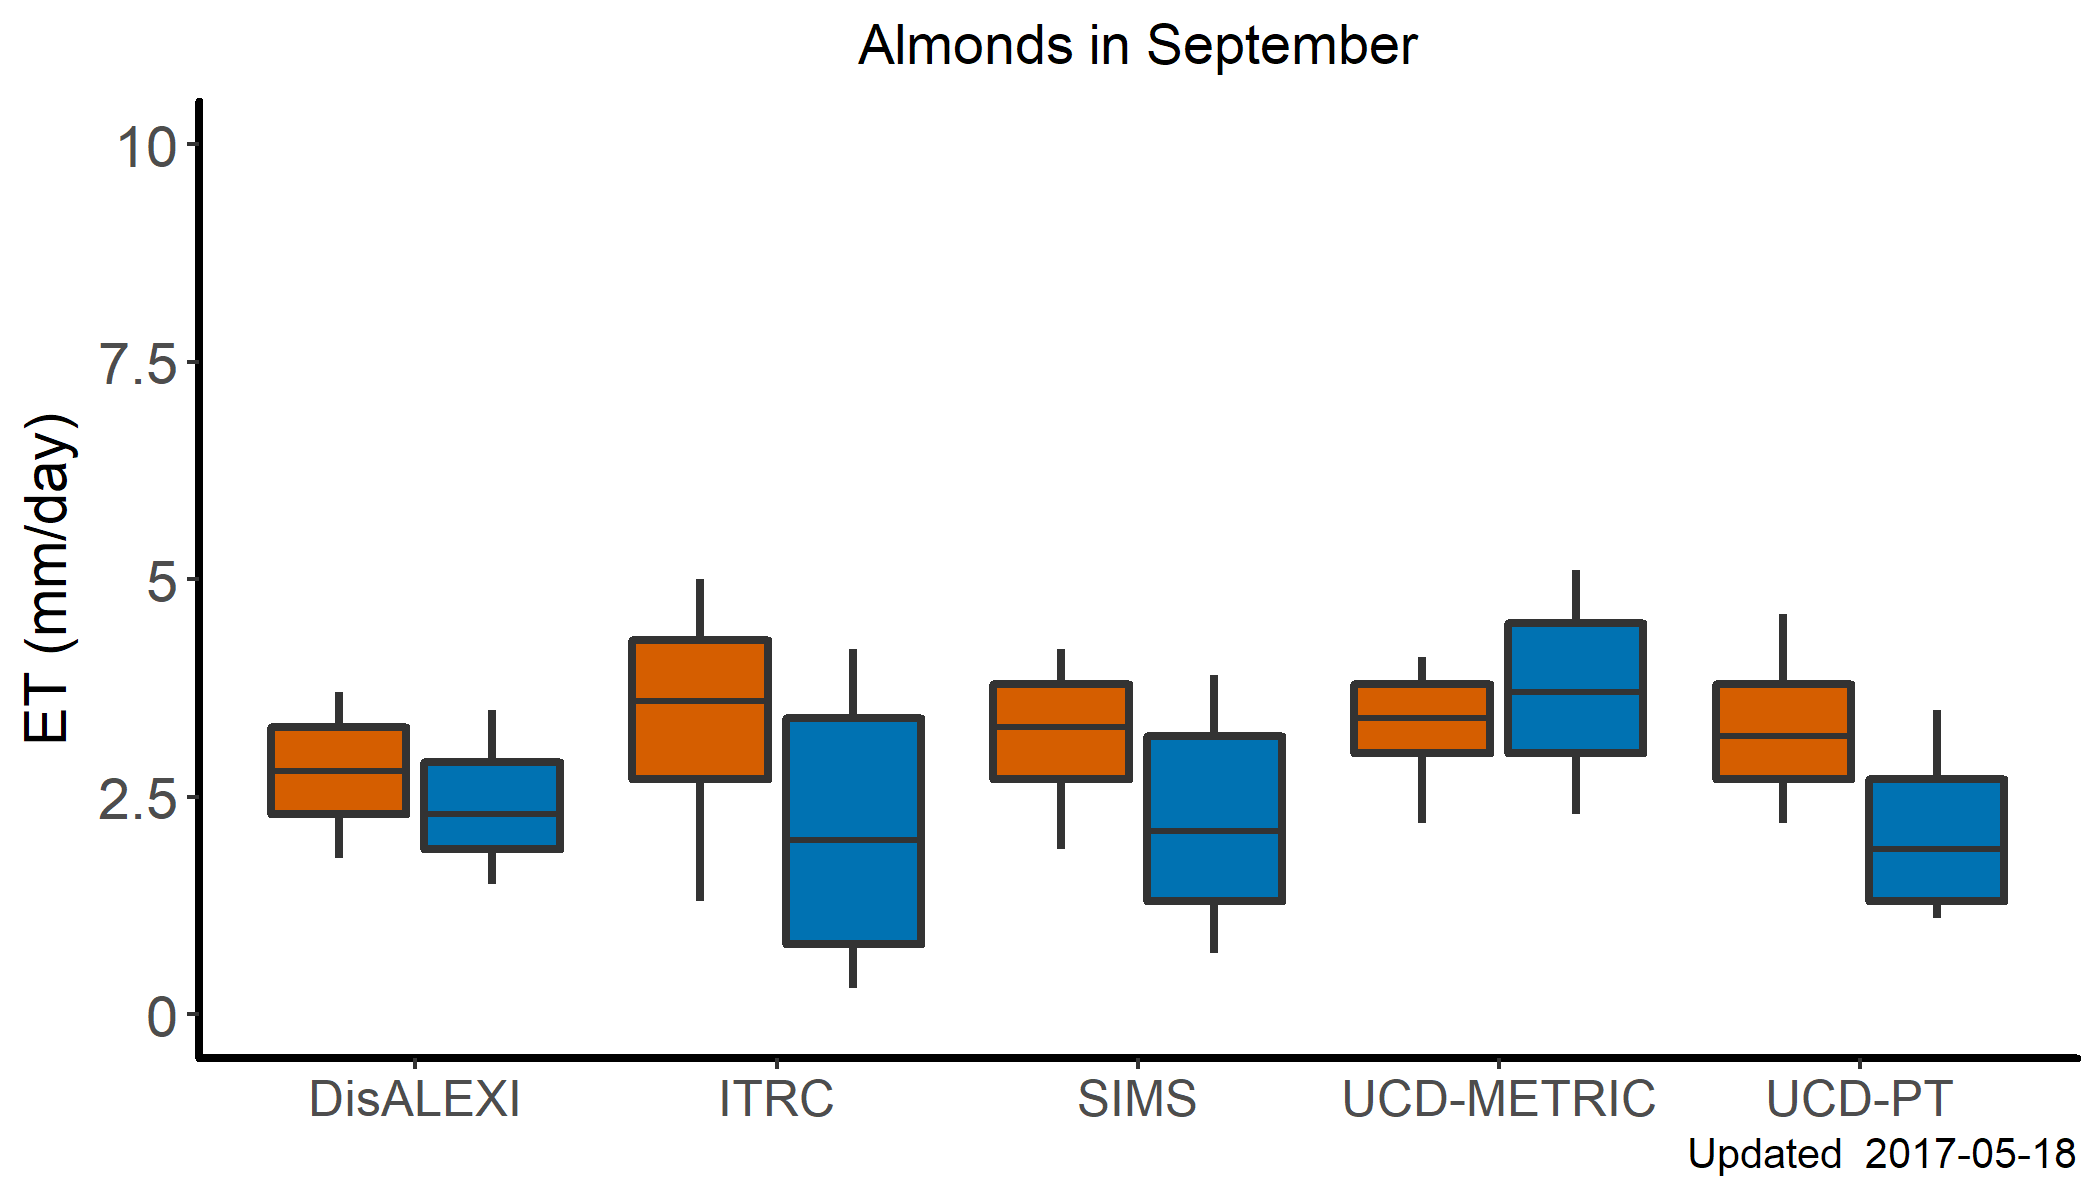 Almonds in September
ET (mm/day)
10
7.5
5
2.5
0
DisALEXI ITRC SIMS UCD-METRIC UCD-PT
Updated 2017-05-18